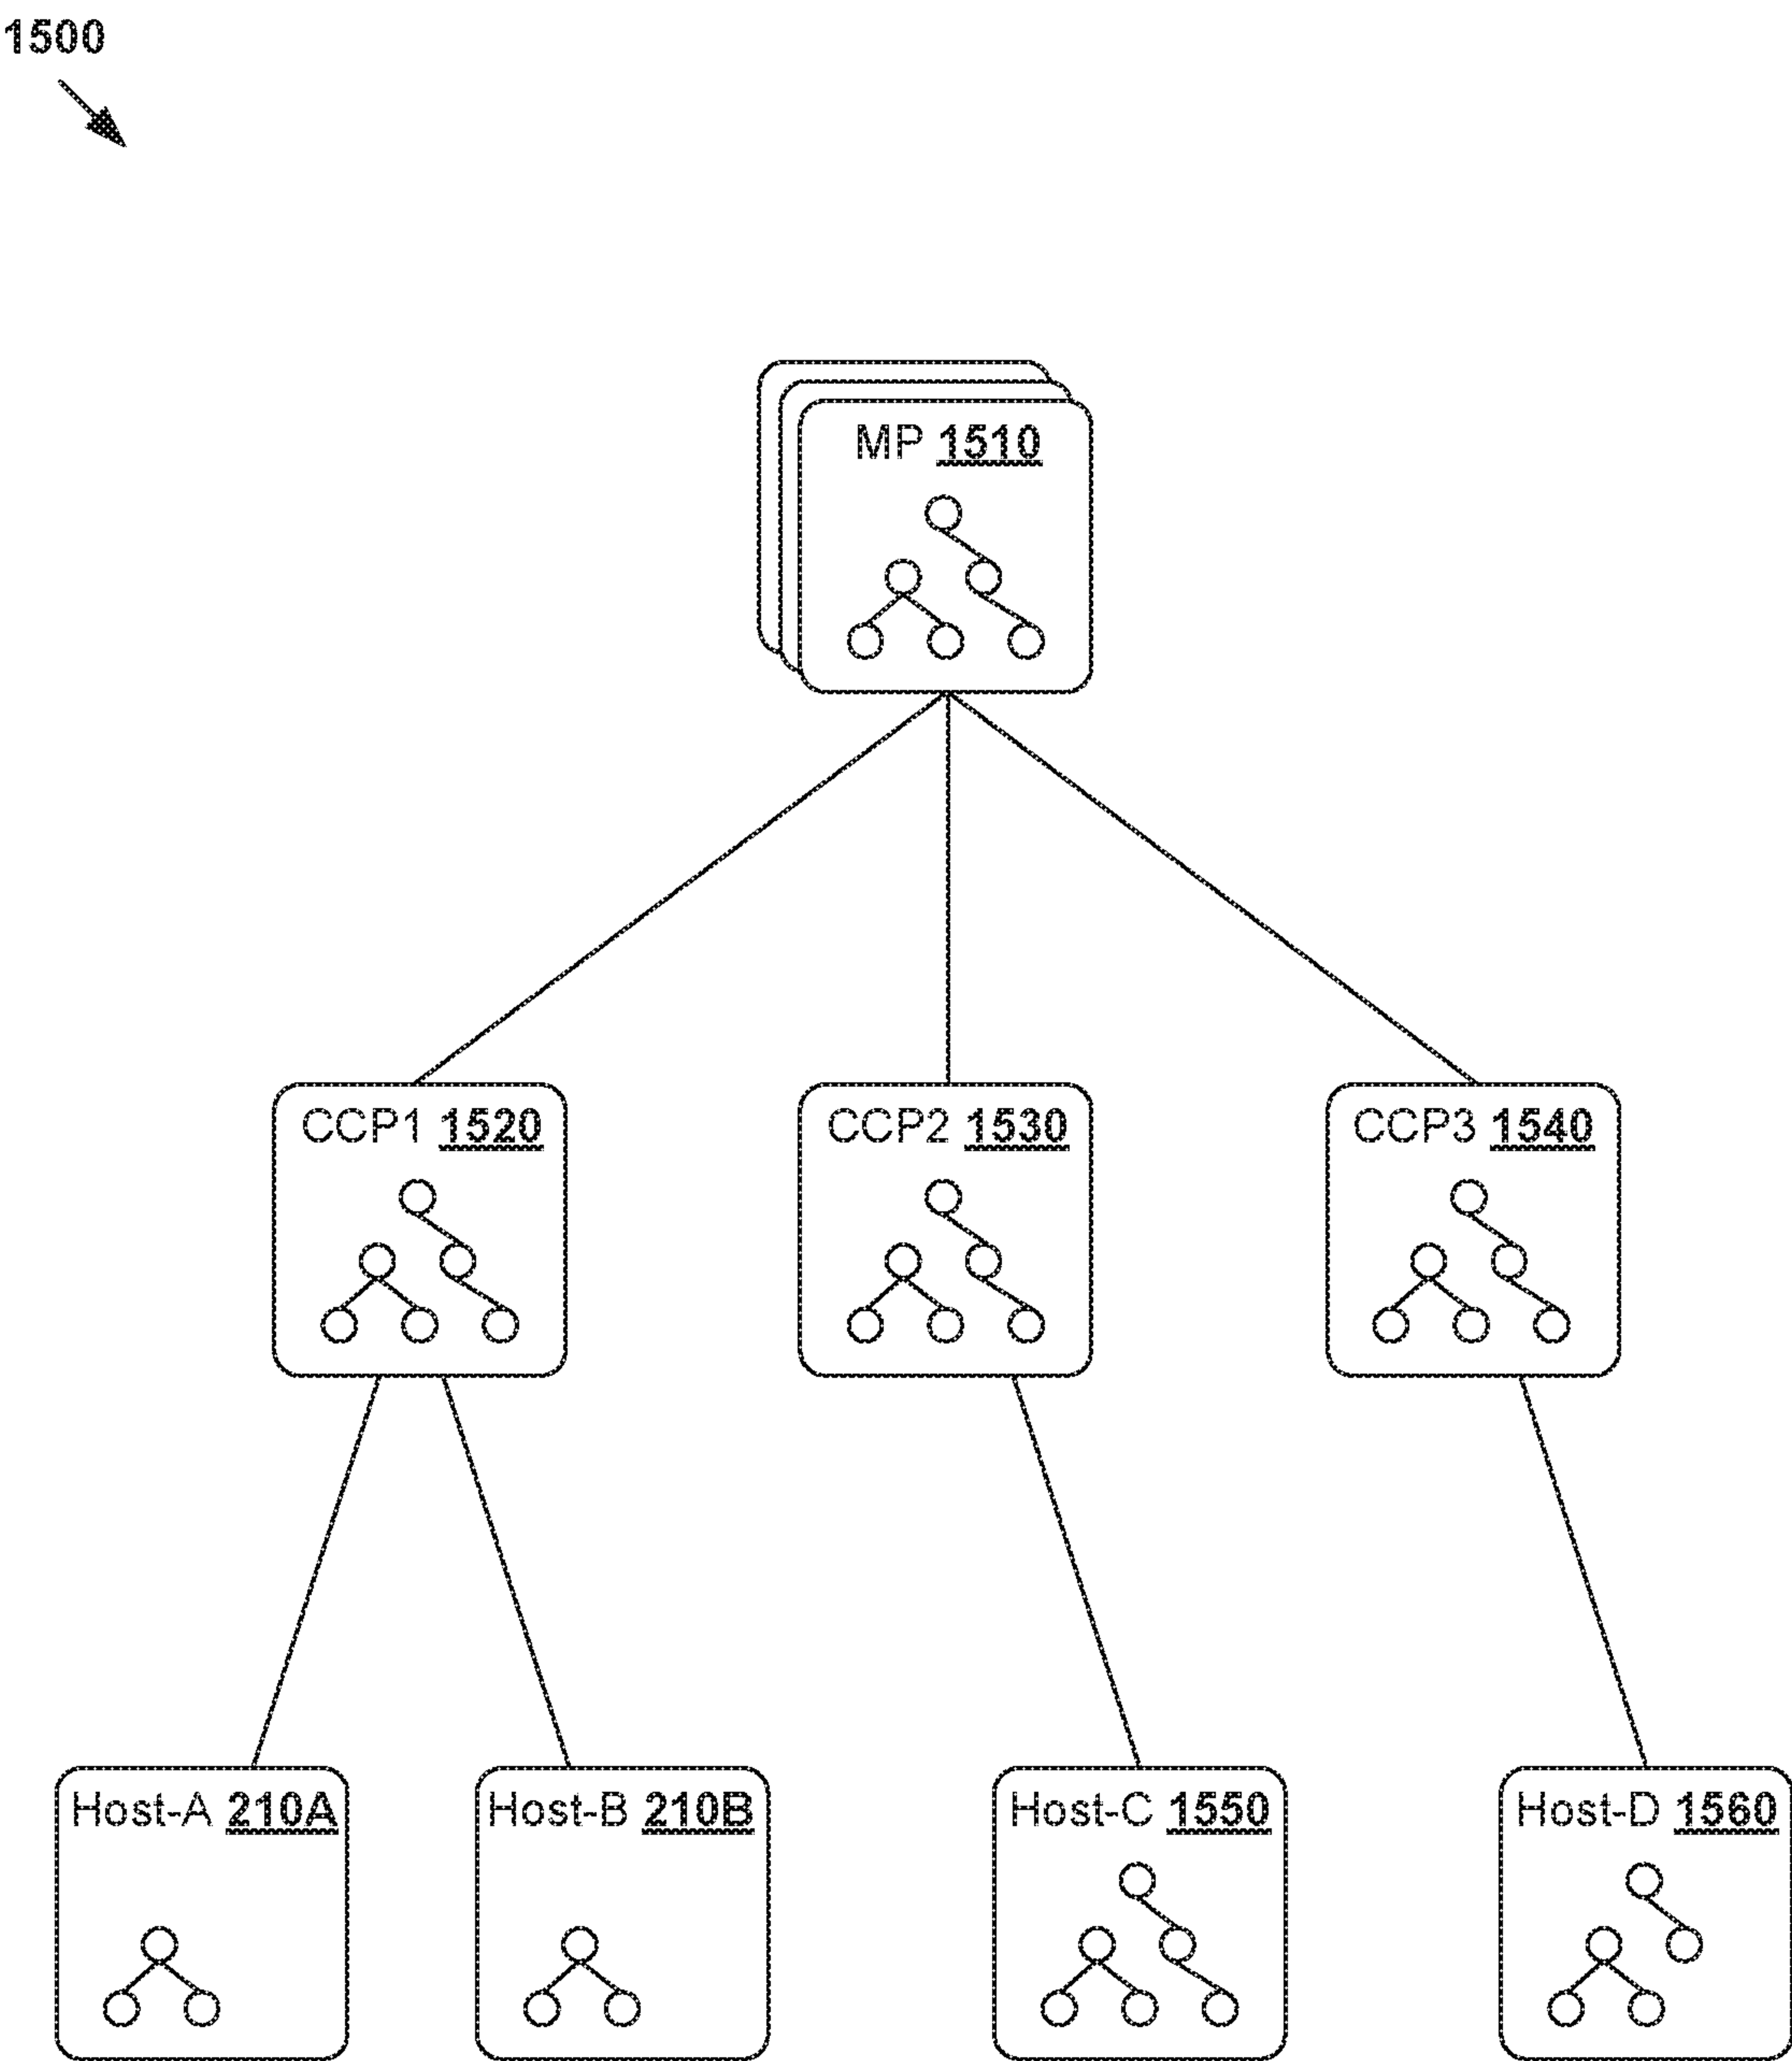 1500
MP 1510
CCP1 1520
CCP2 1530
CCP3 1540
Host-A 210A
Host-B 210B
Host-C 1550
Host-D 1560